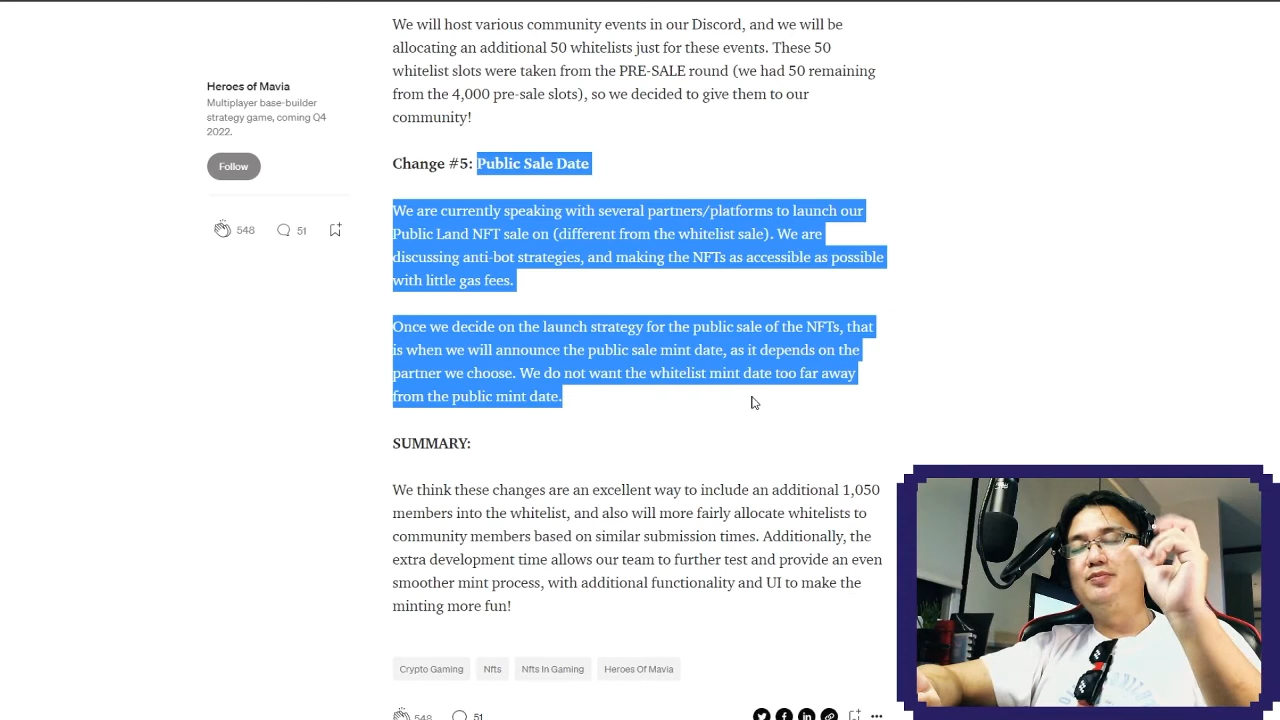 We will host various community events in our Discord, and we will be
allocating an additional 50 whitelists just for these events. These 50
whitelist slots were taken from the PRE-SALE round (we had 50 remaining
from the 4,000 pre-sale slots), so we decided to give them to our
community!
Heroes of Mavia
Multiplayer base-builder
strategy game, coming Q4
2022.
Follow
548
51
Change #5: Public Sale Date
We are currently speaking with several partners/platforms to launch our
Public Land NFT sale on (different from the whitelist sale). We are
discussing anti-bot strategies, and making the NFTs as accessible as possible
with little gas fees.
Once we decide on the launch strategy for the public sale of the NFTs, that
is when we will announce the public sale mint date, as it depends on the
partner we choose. We do not want the whitelist mint date too far away
from the public mint date.
SUMMARY:
We think these changes are an excellent way to include an additional 1,050
members into the whitelist, and also will more fairly allocate whitelists to
community members based on similar submission times. Additionally, the
extra development time allows our team to further test and provide an even
smoother mint process, with additional functionality and UI to make the
minting more fun!
Crypto Gaming
Nfts
Nfts In Gaming
Heroes Of Mavia
548
51